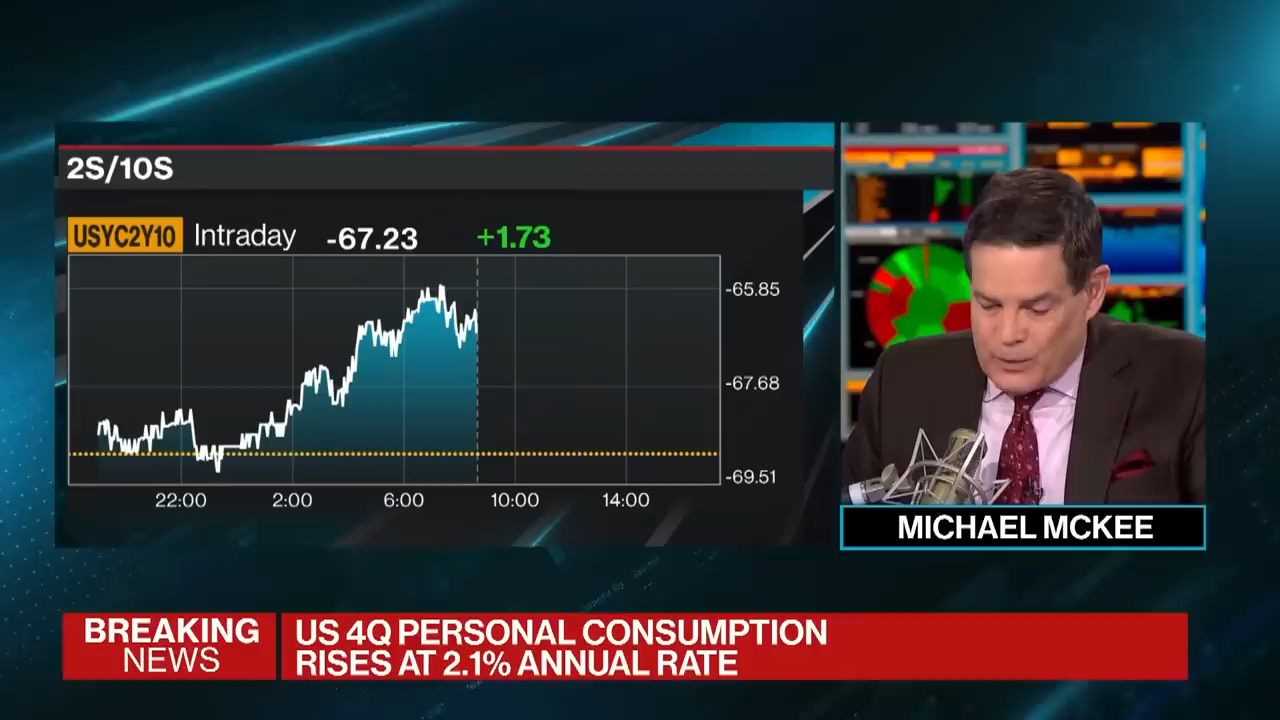 2S/10S
USYC2Y10 Intraday -67.23 +1.73
-65.85
-67.68
-69.51
22:00 2:00 6:00 10:00 14:00
MICHAEL MCKEE
BREAKING
NEWS
US 4Q PERSONAL CONSUMPTION
RISES AT 2.1% ANNUAL RATE